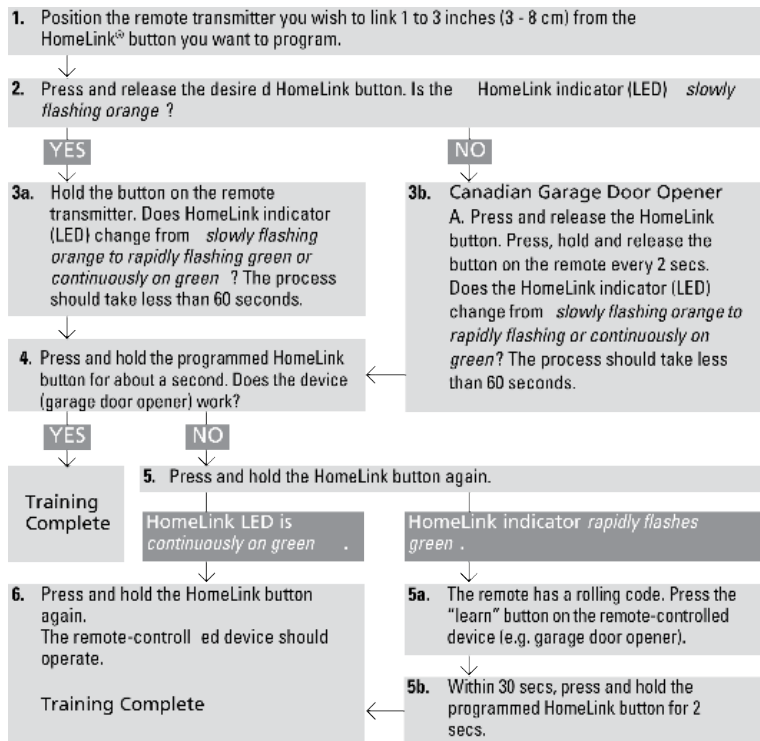 1. Position the remote transmitter you wish to link 1 to 3 inches (3 - 8 cm) from the
HomeLink® button you want to program.
2. Press and release the desire d HomeLink button. Is the HomeLink indicator (LED) slowly
flashing orange ?
YES
NO
3a. Hold the button on the remote
transmitter. Does HomeLink indicator
(LED) change from slowly flashing
orange to rapidly flashing green or
continuously on green ? The process
should take less than 60 seconds.
3b. Canadian Garage Door Opener
A. Press and release the HomeLink
button. Press, hold and release the
button on the remote every 2 secs.
Does the HomeLink indicator (LED)
change from slowly flashing orange to
rapidly flashing or continuously on
green? The process should take less
than 60 seconds.
4. Press and hold the programmed HomeLink
button for about a second. Does the device
(garage door opener) work?
YES
NO
Training
Complete
5. Press and hold the HomeLink button again.
HomeLink LED is
continuously on green .
HomeLink indicator rapidly flashes
green .
6. Press and hold the HomeLink button
again.
The remote-controll ed device should
operate.
Training Complete
5a. The remote has a rolling code. Press the
"learn" button on the remote-controlled
device (e.g. garage door opener).
5b. Within 30 secs, press and hold the
programmed HomeLink button for 2
secs.